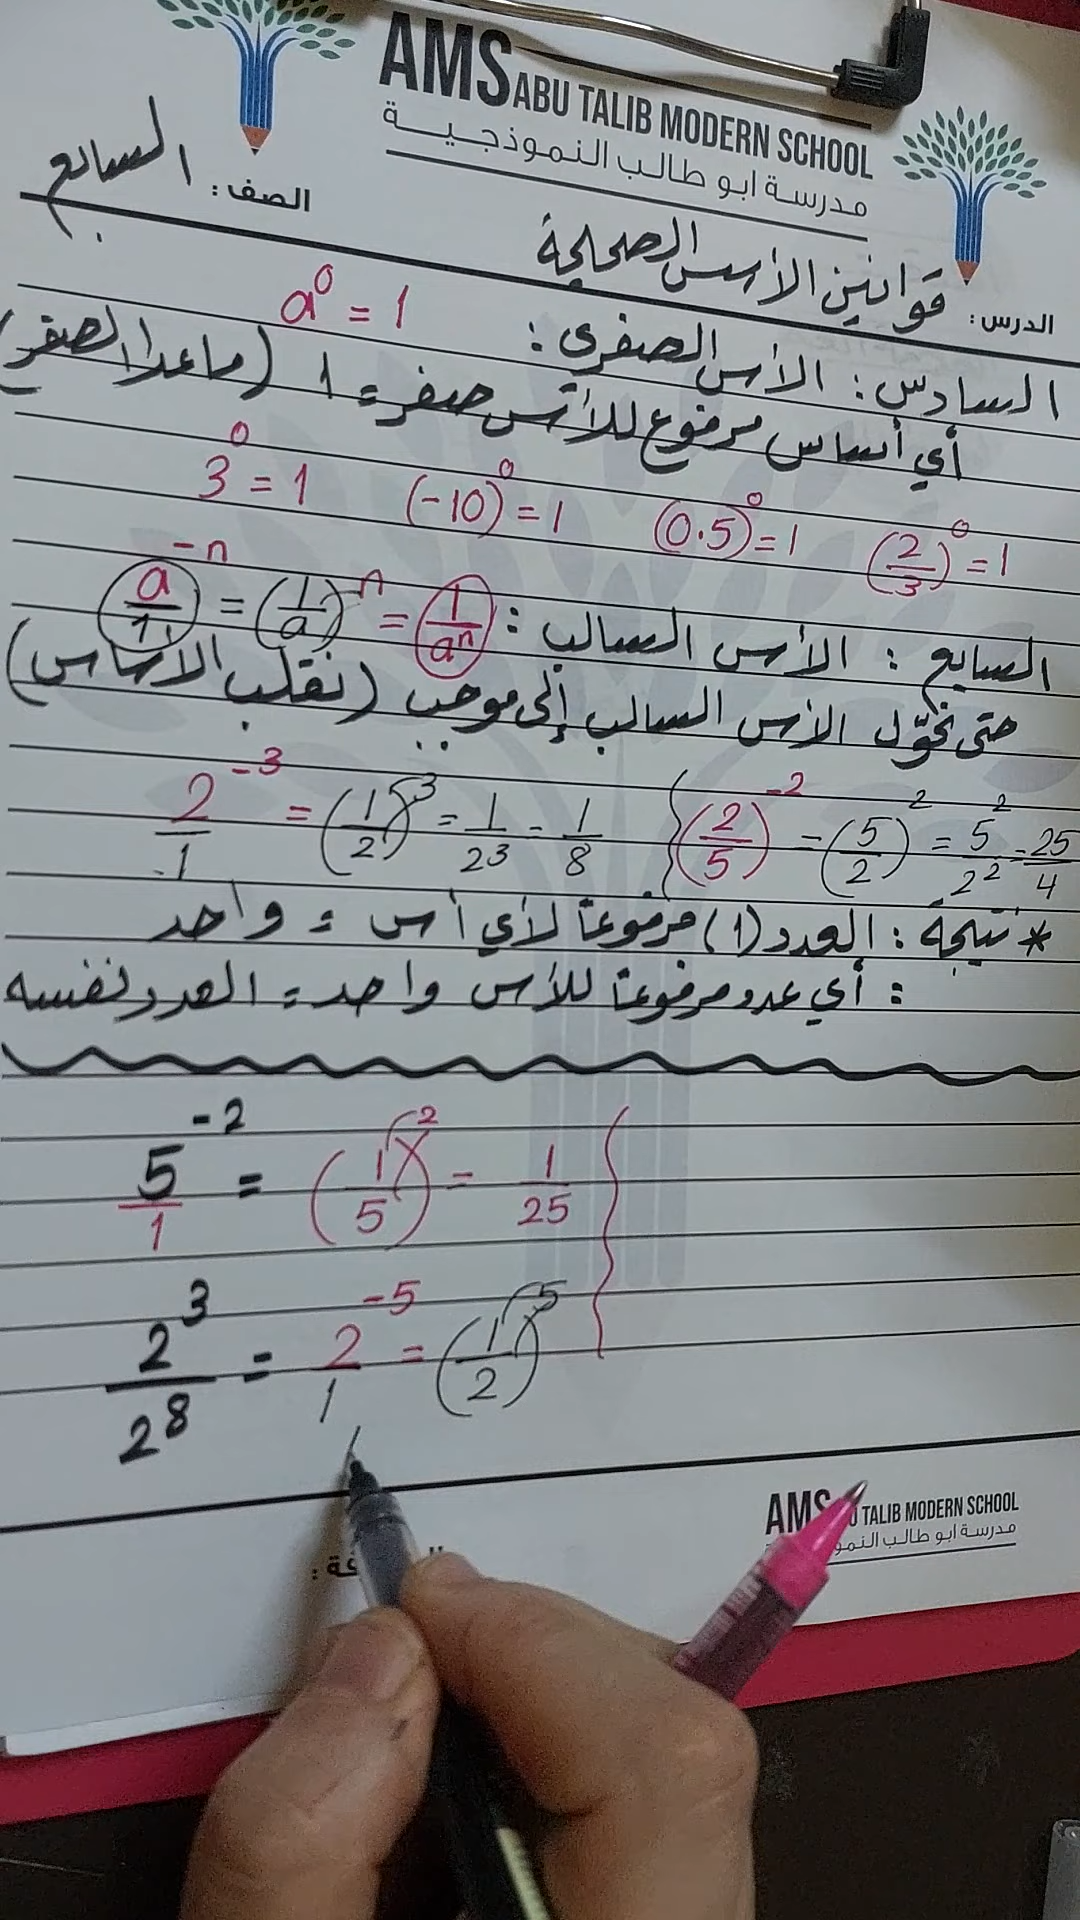 AMS ABU TALIB MODERN SCHOOL
مدرسة ابو طالب النموذجية
الصف: السابع
الدرس: قوانين الأسس الصحيحة
السادس: الأس الصفري: a⁰ = 1
أي أساس مرفوع للأس صفر = 1 (ماعدا الصفر)
3⁰ = 1 (-10)⁰ = 1 (0.5)⁰ = 1 (2/3)⁰ = 1
السابع: الأس السالب: (a/1)⁻ⁿ = (1/a)ⁿ = 1/aⁿ
حتى نحوّل الأس السالب إلى موجب (نقلب الأساس)
2⁻³/1 = (1/2)³ = 1/2³ = 1/8 (2/5)⁻² = (5/2)² = 5²/2² = 25/4
* نتيجة: العدد (1) مرفوعاً لأي أس = واحد
: أي عدد مرفوعاً للأس واحد = العدد نفسه
5⁻²/1 = (1/5)² = 1/25
2³/2⁸ = 2⁻⁵/1 = (1/2)⁵
AMS TALIB MODERN SCHOOL
مدرسة ابو طالب